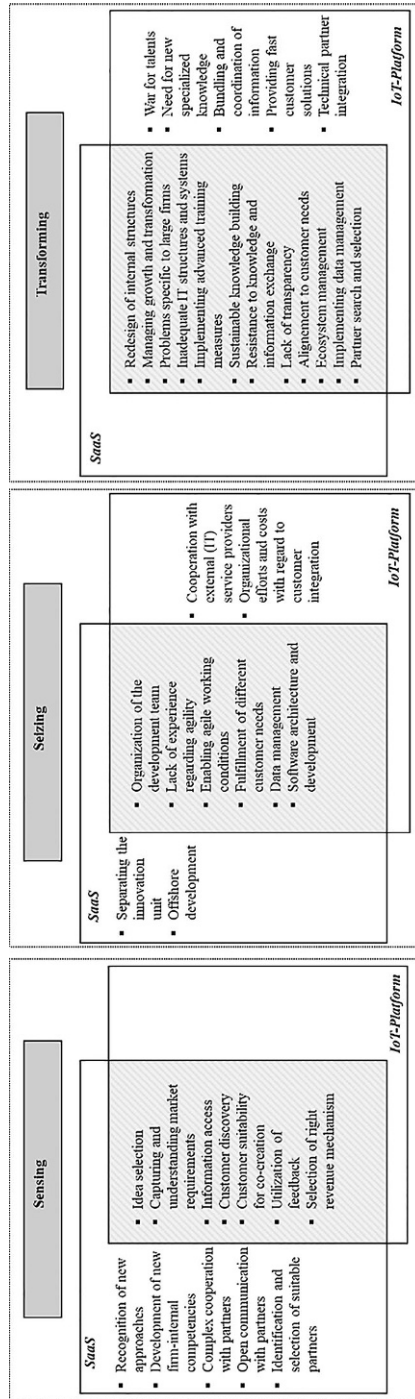 Sensing
SaaS
▪ Recognition of new
approaches
▪ Development of new
firm-internal
competencies
▪ Complex cooperation
with partners
▪ Open communication
with partners
▪ Identification and
selection of suitable
partners
▪ Idea selection
▪ Capturing and
understanding market
requirements
▪ Information access
▪ Customer discovery
▪ Customer suitability
for co-creation
▪ Utilization of
feedback
▪ Selection of right
revenue mechanism
IoT-Platform
Seizing
SaaS
▪ Separating the
innovation
unit
▪ Offshore
development
▪ Organization of the
development team
▪ Lack of experience
regarding agility
▪ Enabling agile working
conditions
▪ Fulfillment of different
customer needs
▪ Data management
▪ Software architecture and
development
▪ Cooperation with
external (IT)
service providers
▪ Organizational
efforts and costs
with regard to
customer
integration
IoT-Platform
Transforming
SaaS
▪ Redesign of internal structures
▪ Managing growth and transformation
▪ Problems specific to large firms
▪ Inadequate IT structures and systems
▪ Implementing advanced training
measures
▪ Sustainable knowledge building
▪ Resistance to knowledge and
information exchange
▪ Lack of transparency
▪ Alignement to customer needs
▪ Ecosystem management
▪ Implementing data management
▪ Partner search and selection
▪ War for talents
▪ Need for new
specialized
knowledge
▪ Bundling and
coordination of
information
▪ Providing fast
customer
solutions
▪ Technical partner
integration
IoT-Platform